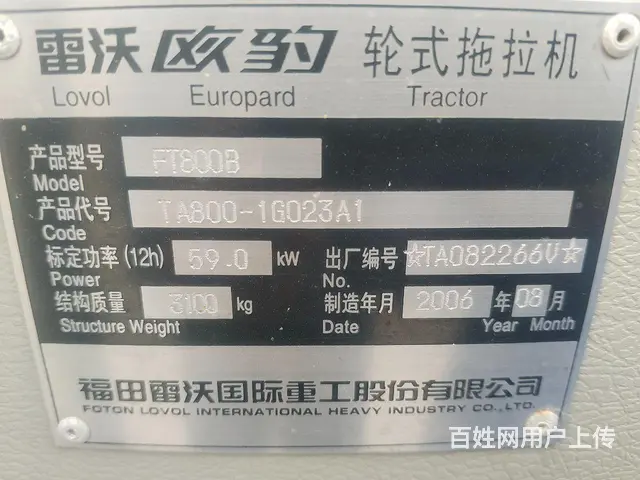 雷沃欧豹 轮式拖拉机
Lovol Europard Tractor
产品型号 FT800B
Model
产品代号 TA800-1G023A1
Code
标定功率(12h) 59.0 kW 出厂编号 ☆TA082266V☆
Power No.
结构质量 3100 kg 制造年月 2006 年 08 月
Structure Weight Date Year Month
福田雷沃国际重工股份有限公司
FOTON LOVOL INTERNATIONAL HEAVY INDUSTRY CO.,LTD.
百姓网用户上传